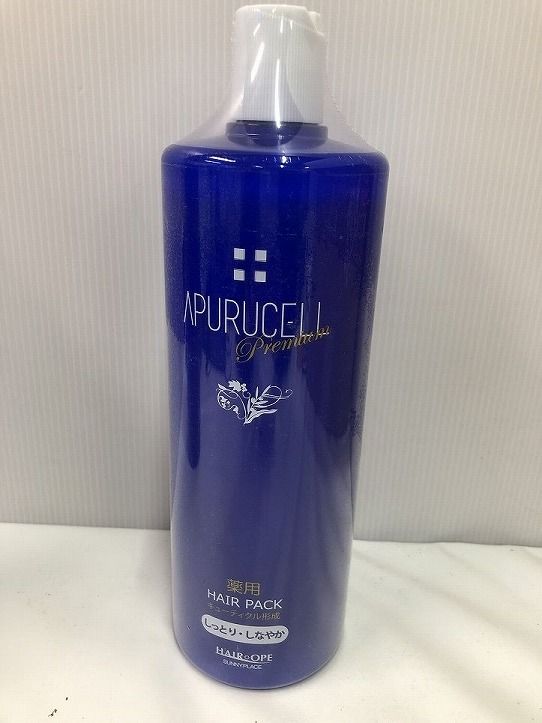 APURUCELL
Premium
薬用
HAIR PACK
キューティクル形成
しっとり・しなやか
HAIR OPE
SUNNYPLACE